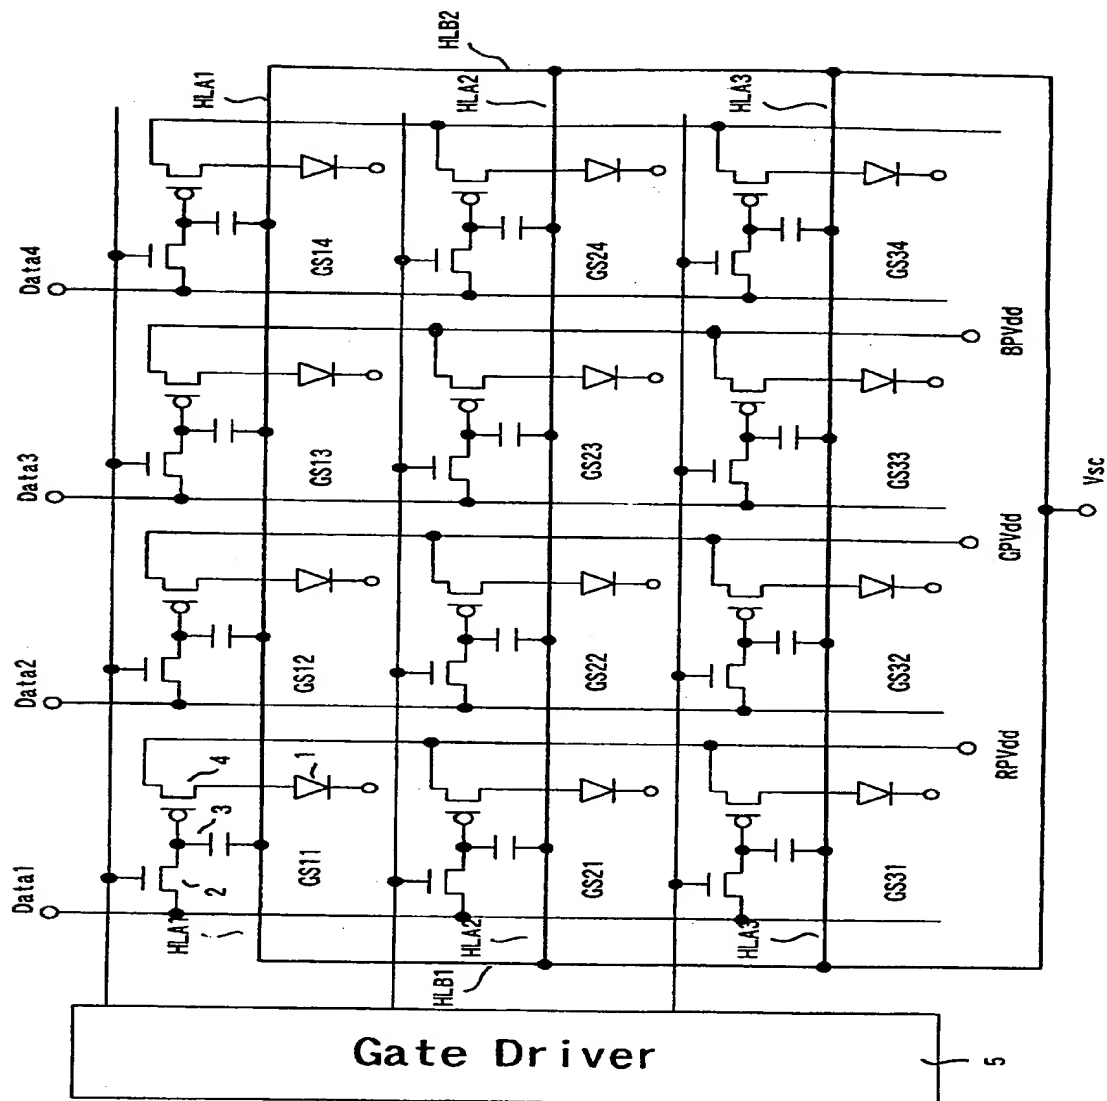 Data1
Data2
Data3
Data4
HLA1
HLA1
2
3
4
1
GS11
GS12
GS13
GS14
HLB1
HLB2
HLA2
HLA2
GS21
GS22
GS23
GS24
HLA3
HLA3
GS31
GS32
GS33
GS34
RPVdd
GPVdd
BPVdd
Vsc
Gate Driver
5